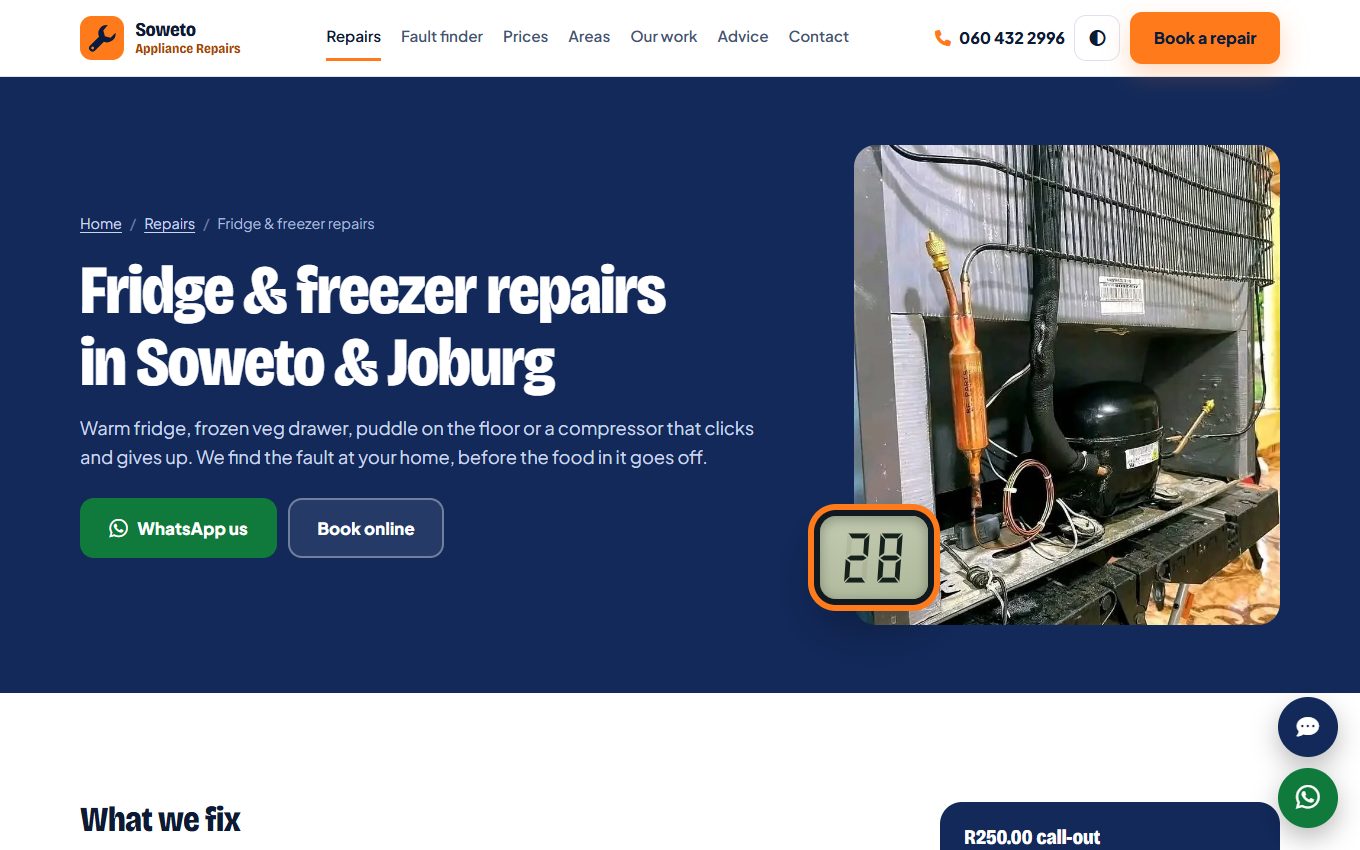 Soweto
Appliance Repairs
Repairs
Fault finder
Prices
Areas
Our work
Advice
Contact
060 432 2996
Book a repair
Home / Repairs / Fridge & freezer repairs
Fridge & freezer repairs
in Soweto & Joburg
Warm fridge, frozen veg drawer, puddle on the floor or a compressor that clicks
and gives up. We find the fault at your home, before the food in it goes off.
WhatsApp us
Book online
28
What we fix
R250.00 call-out